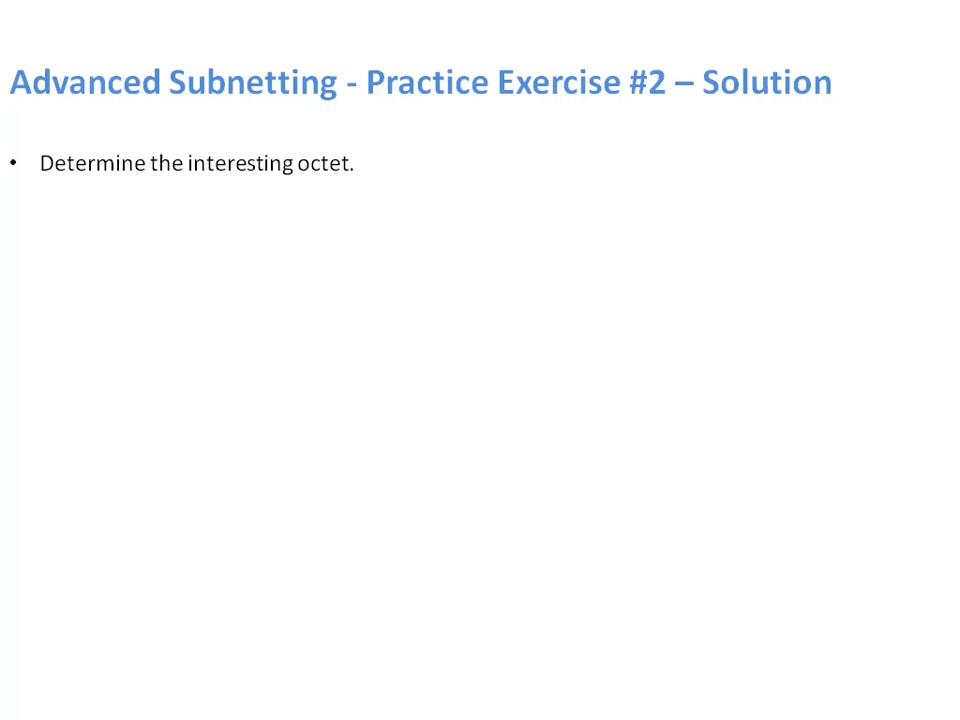 Advanced Subnetting - Practice Exercise #2 – Solution
• Determine the interesting octet.